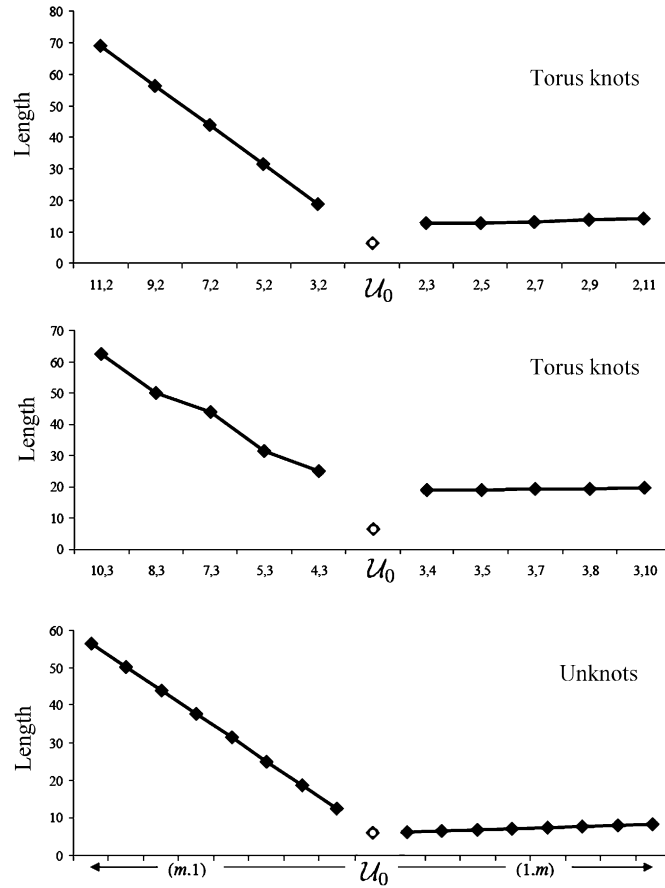 80
70
Torus knots
60
50
Length
40
30
20
10
0
11,2 9,2 7,2 5,2 3,2 𝒰0 2,3 2,5 2,7 2,9 2,11
70
60
Torus knots
50
Length
40
30
20
10
0
10,3 8,3 7,3 5,3 4,3 𝒰0 3,4 3,5 3,7 3,8 3,10
60
50
Unknots
40
Length
30
20
10
0
(m.1) 𝒰0 (1.m)